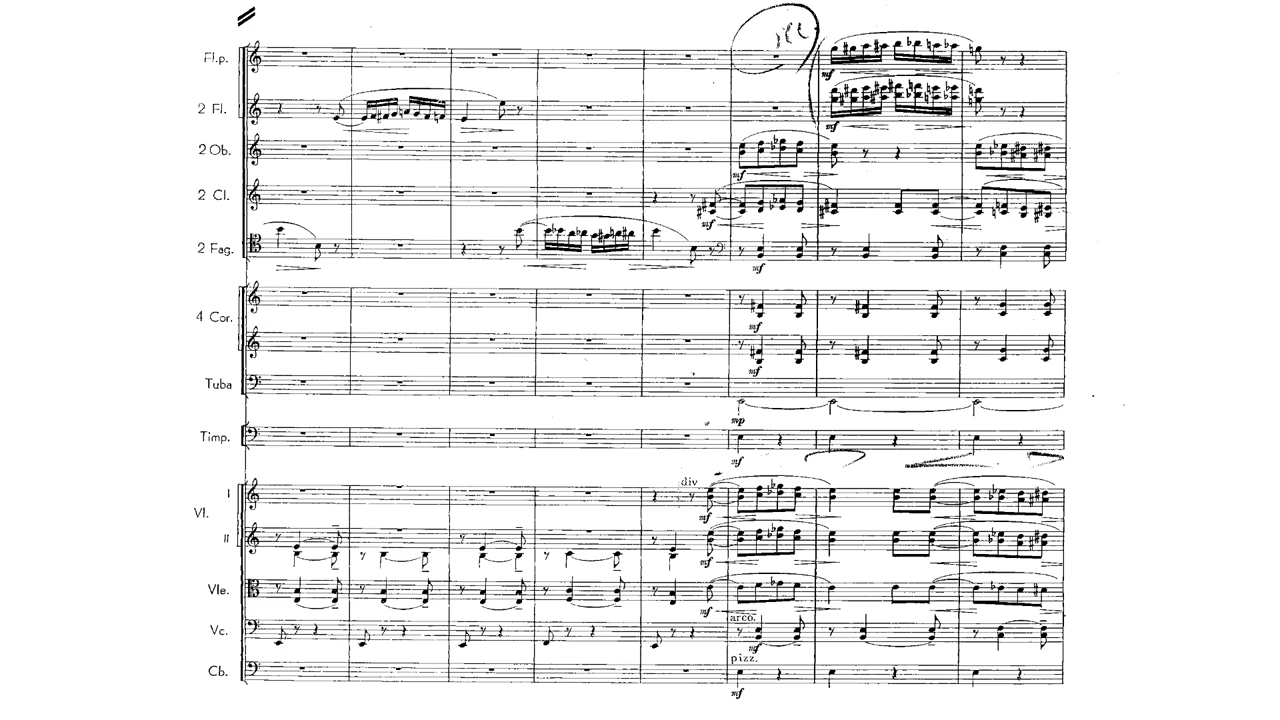 Fl.p.
mf
2 Fl.
mf
2 Ob.
mf
2 Cl.
mf
2 Fag.
mf
4 Cor.
mf
mf
Tuba
mp
Timp.
mf
div
Vl.
I
mf
II
mf
Vle.
mf
arco.
Vc.
mf
pizz.
Cb.
mf